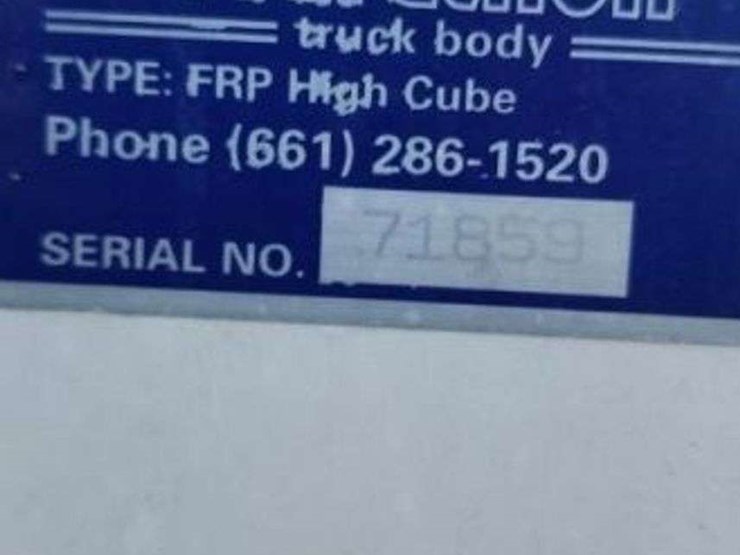 truck body
TYPE: FRP High Cube
Phone (661) 286-1520
SERIAL NO. 71859